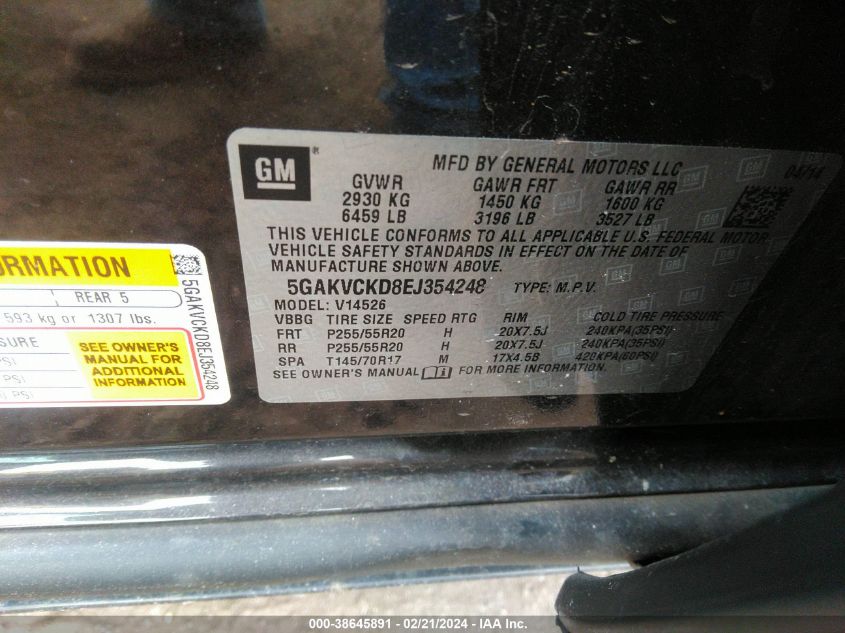 GM ®
MFD BY GENERAL MOTORS LLC 04/14
GVWR GAWR FRT GAWR RR
2930 KG 1450 KG 1600 KG
6459 LB 3196 LB 3527 LB
THIS VEHICLE CONFORMS TO ALL APPLICABLE U.S. FEDERAL MOTOR
VEHICLE SAFETY STANDARDS IN EFFECT ON THE DATE OF
MANUFACTURE SHOWN ABOVE.
5GAKVCKD8EJ354248 TYPE: M.P.V.
MODEL: V14526
VBBG TIRE SIZE SPEED RTG RIM COLD TIRE PRESSURE
FRT P255/55R20 H 20X7.5J 240KPA(35PSI)
RR P255/55R20 H 20X7.5J 240KPA(35PSI)
SPA T145/70R17 M 17X4.5B 420KPA(60PSI)
SEE OWNER'S MANUAL FOR MORE INFORMATION.
ORMATION
REAR 5
593 kg or 1307 lbs.
SURE
PSI
PSI
SEE OWNER'S
MANUAL FOR
ADDITIONAL
INFORMATION
5GAKVCKD8EJ354248
000-38645891 - 02/21/2024 - IAA Inc.